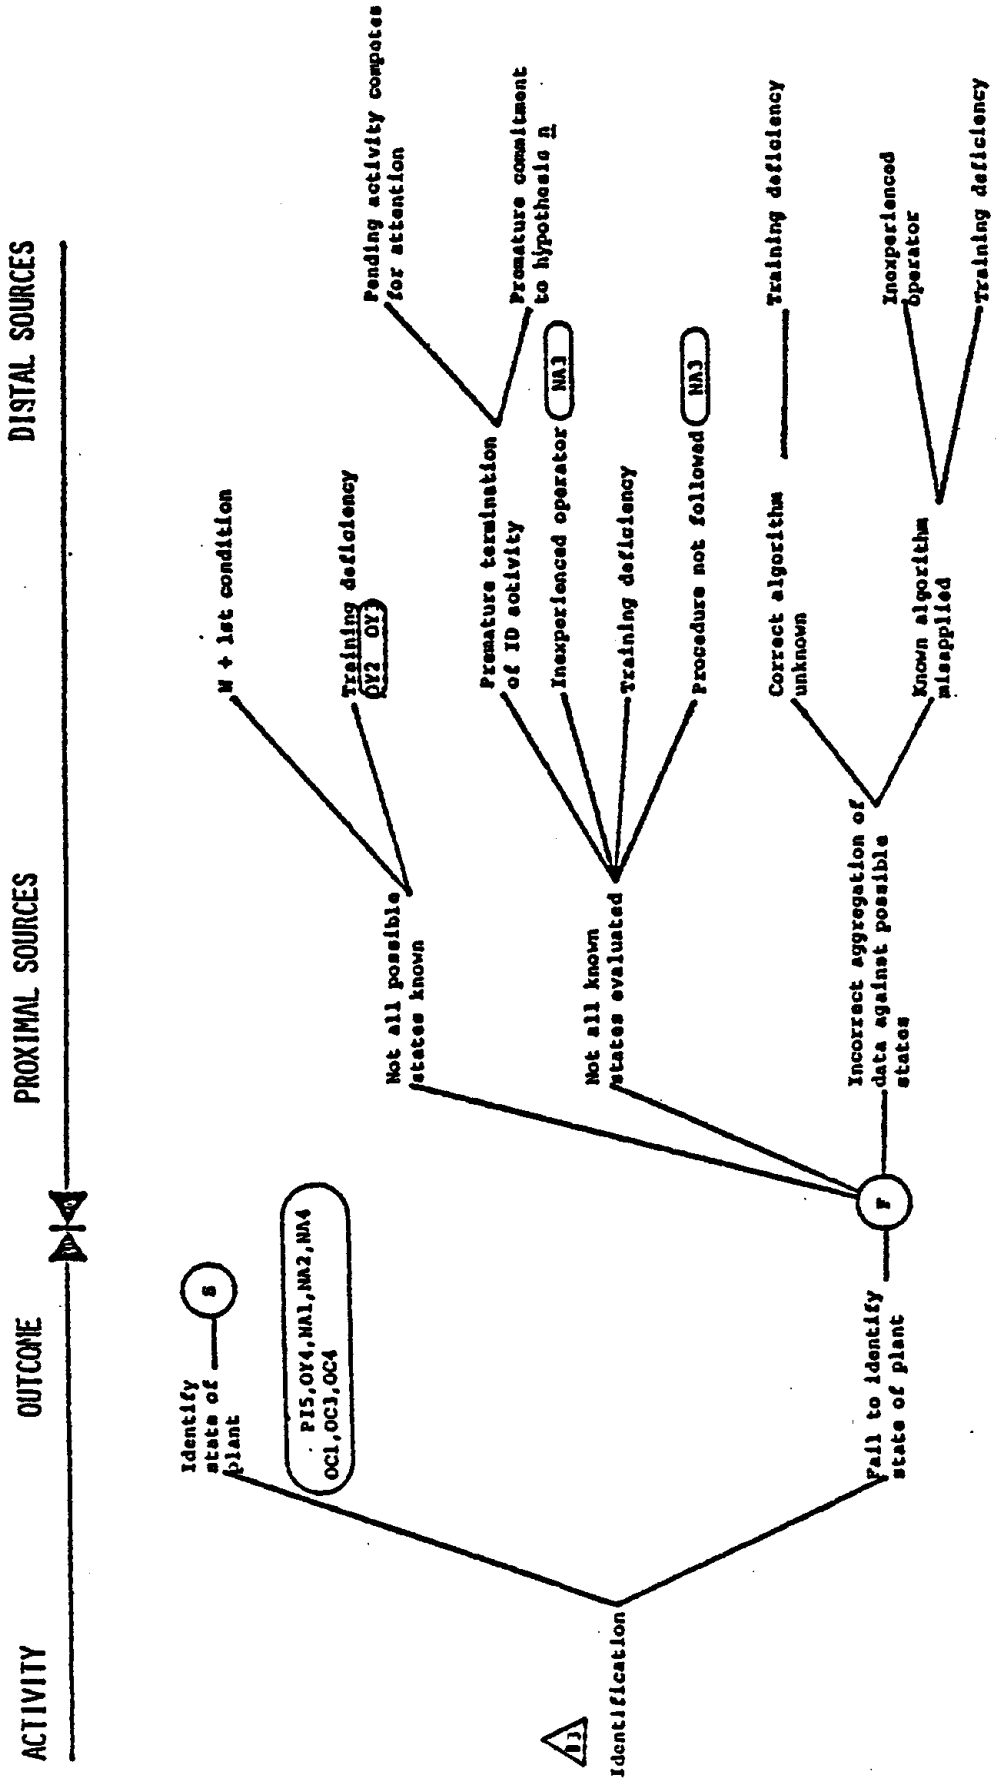 ACTIVITY
OUTCOME
PROXIMAL SOURCES
DISTAL SOURCES
Identification
Identify
state of
plant
S
PI5,OY4,NA1,NA2,NA4
OC1,OC3,OC4
Fail to identify
state of plant
F
Not all possible
states known
N + 1st condition
Training deficiency
OY2 OY3
Not all known
states evaluated
Premature termination
of ID activity
Pending activity competes
for attention
Premature commitment
to hypothesis n
Inexperienced operator
NA3
Training deficiency
Procedure not followed
NA3
Incorrect aggregation of
data against possible
states
Correct algorithm
unknown
Training deficiency
Known algorithm
misapplied
Inexperienced
operator
Training deficiency